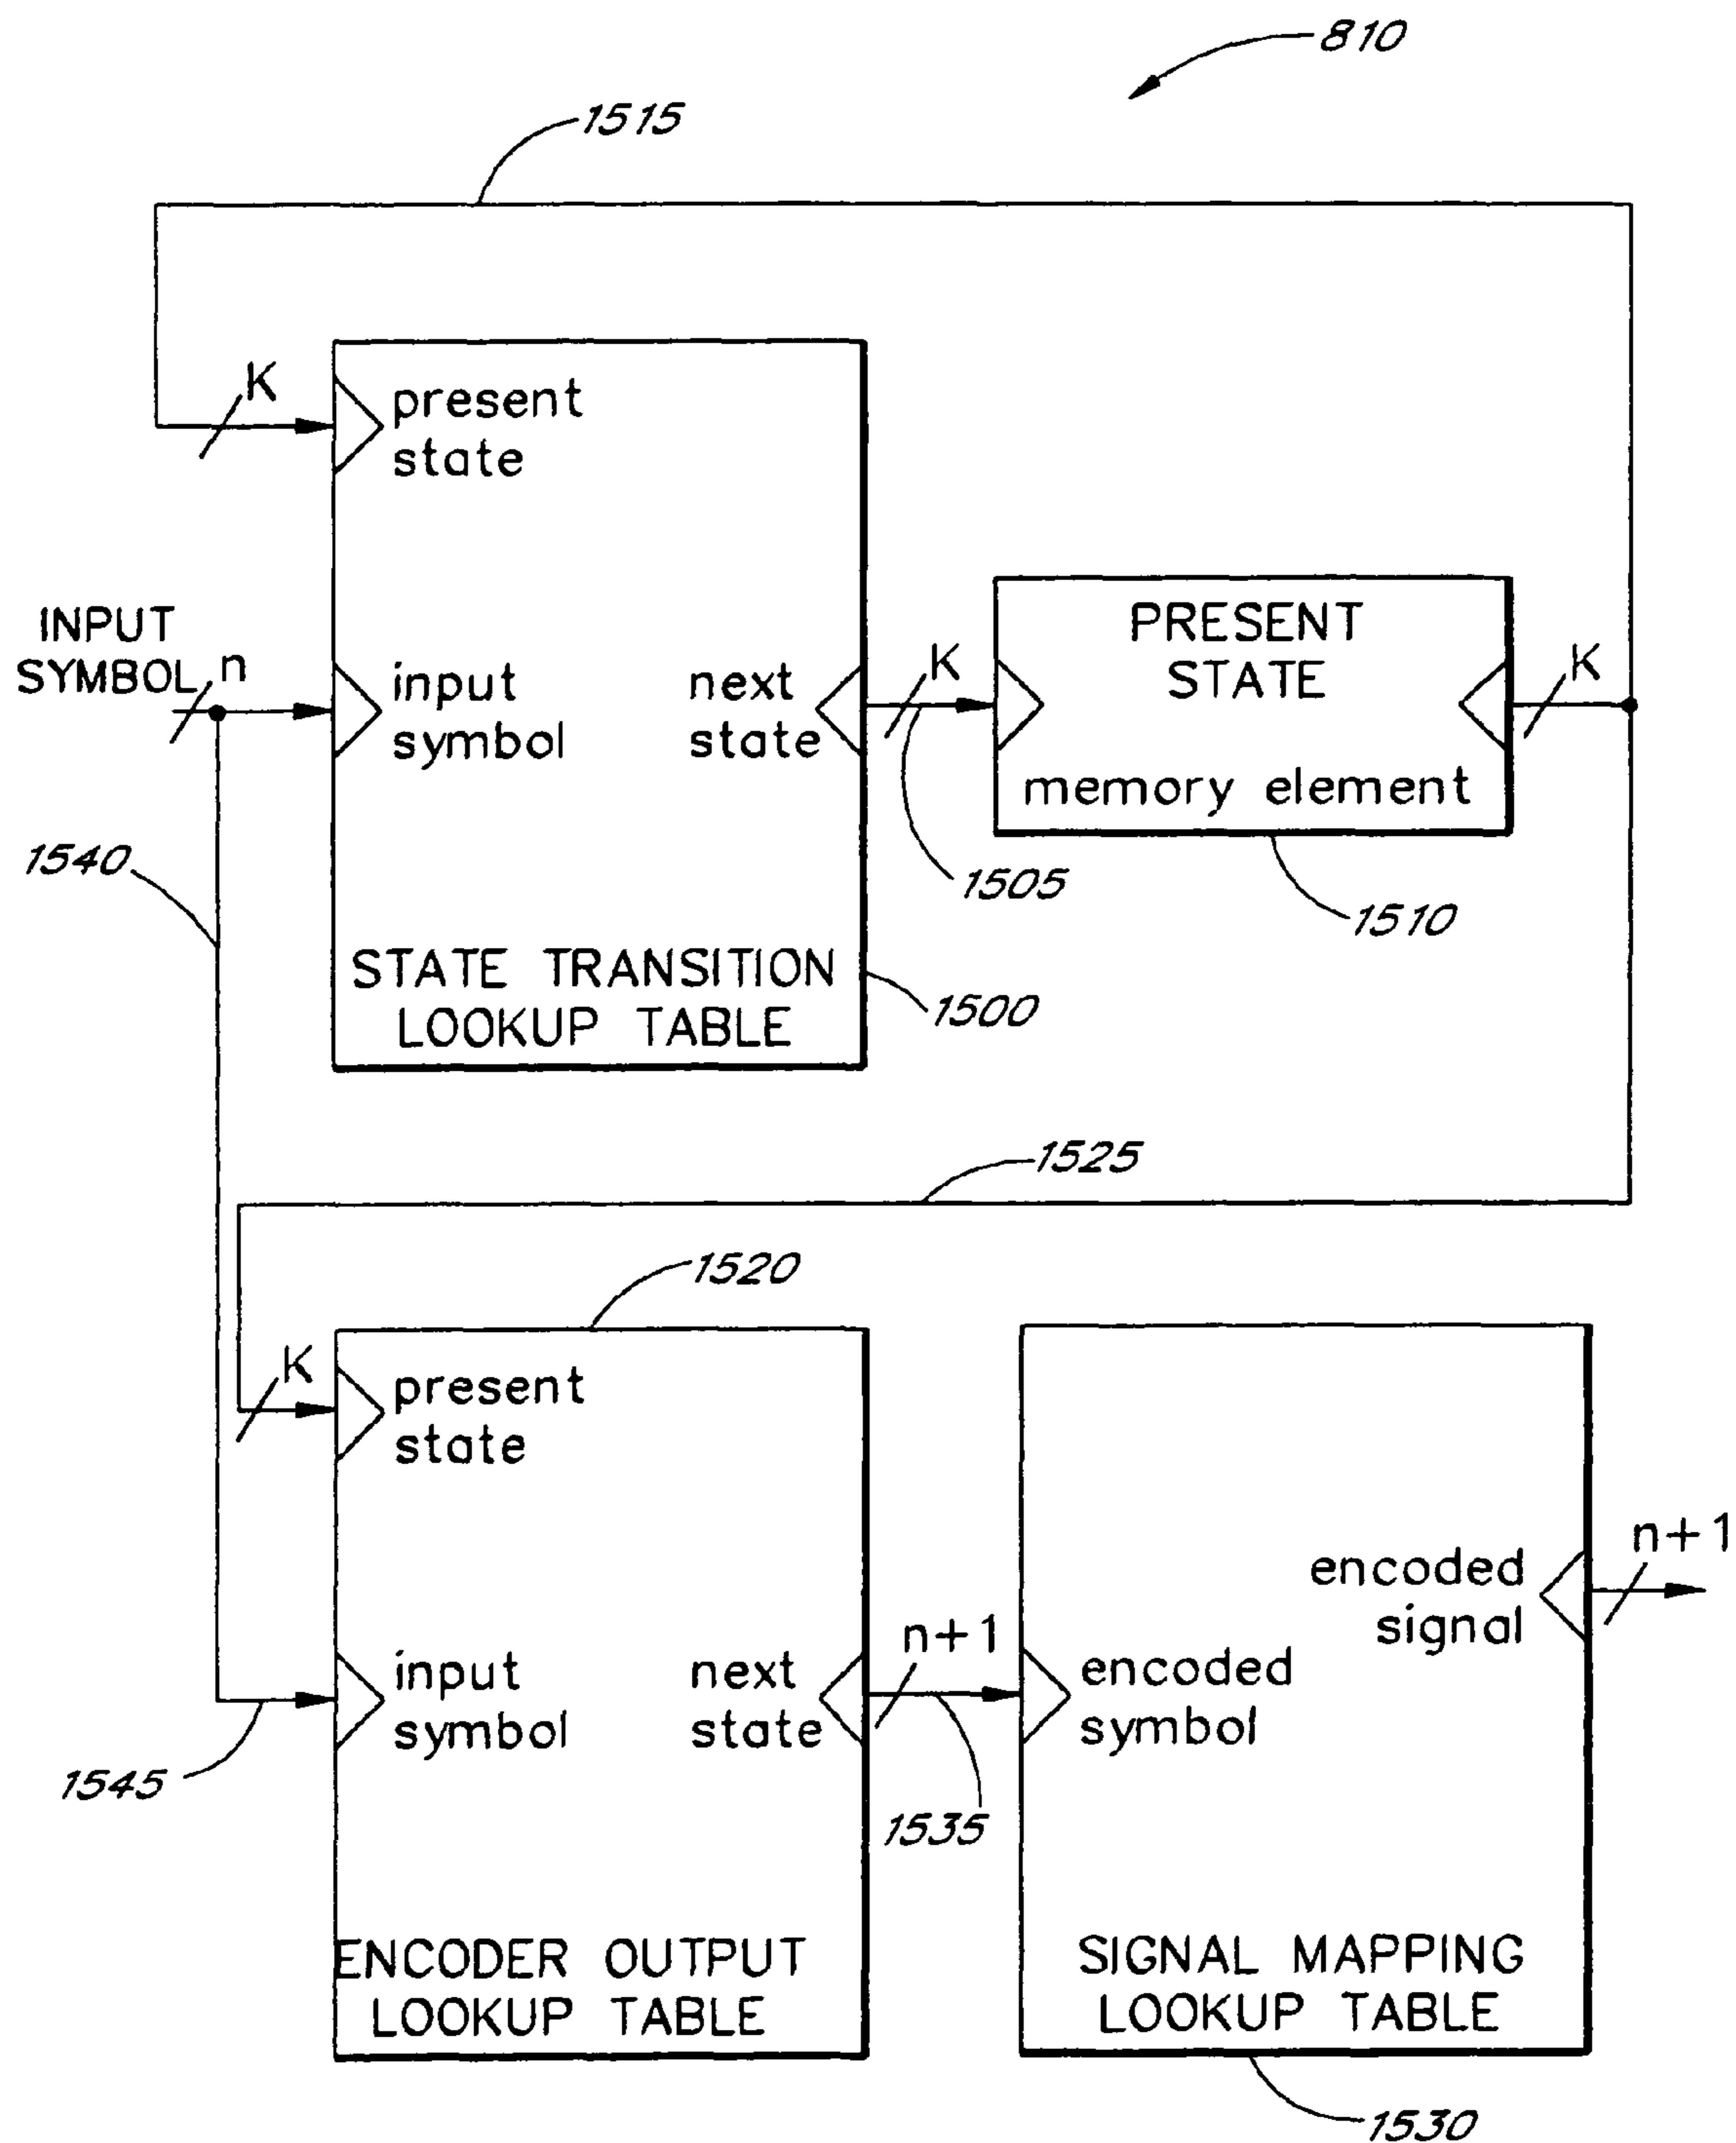 810
1515
K
present
state
INPUT
SYMBOL
n
input
symbol
next
state
K
PRESENT
STATE
memory element
K
1540
1505
1510
STATE TRANSITION
LOOKUP TABLE
1500
1525
1520
K
present
state
n+1
encoded
signal
input
symbol
next
state
n+1
encoded
symbol
1545
1535
ENCODER OUTPUT
LOOKUP TABLE
SIGNAL MAPPING
LOOKUP TABLE
1530